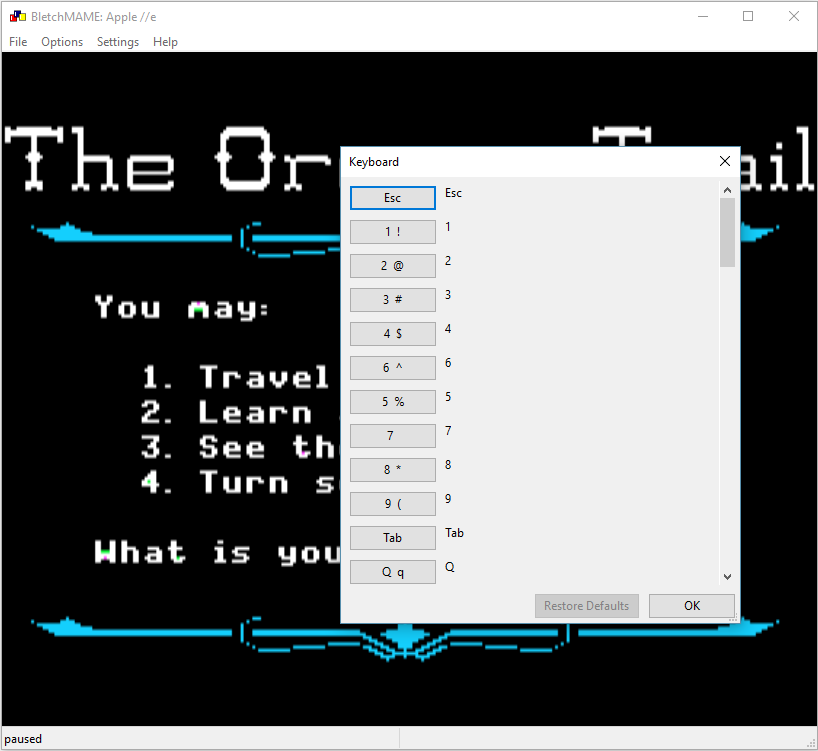 BletchMAME: Apple //e
File Options Settings Help
The Or Trail
You may:
1. Travel
2. Learn
3. See th
4. Turn s
What is you
Keyboard
Esc Esc
1 ! 1
2 @ 2
3 # 3
4 $ 4
6 ^ 6
5 % 5
7 7
8 * 8
9 ( 9
Tab Tab
Q q Q
Restore Defaults OK
paused